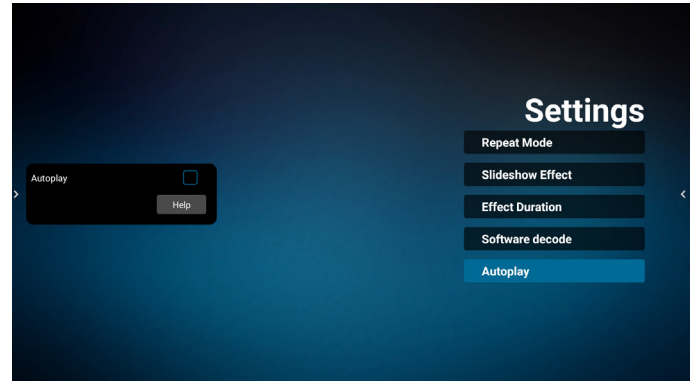 Settings
Repeat Mode
Slideshow Effect
Effect Duration
Software decode
Autoplay
Autoplay
Help